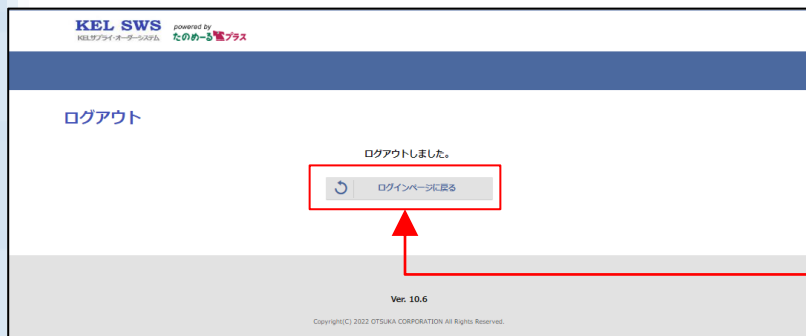 KEL SWS powered by
KELサプライ・オーダーシステム たのめーるプラス
ログアウト
ログアウトしました。
ログインページに戻る
Ver. 10.6
Copyright(C) 2022 OTSUKA CORPORATION All Rights Reserved.